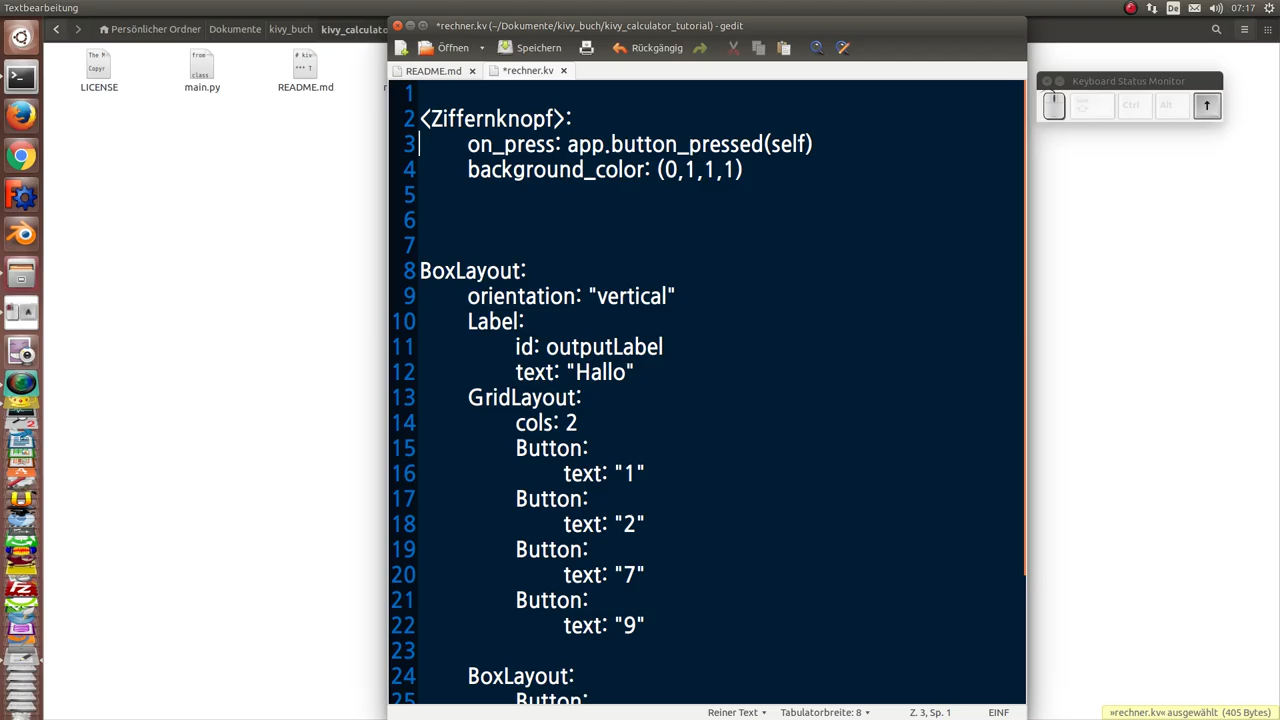 Textbearbeitung
De
07:17
Persönlicher Ordner
Dokumente
kivy_buch
kivy_calculato
LICENSE
main.py
README.md
*rechner.kv (~/Dokumente/kivy_buch/kivy_calculator_tutorial) - gedit
Öffnen
Speichern
Rückgängig
README.md
*rechner.kv
1
2 <Ziffernknopf>:
3 on_press: app.button_pressed(self)
4 background_color: (0,1,1,1)
5
6
7
8 BoxLayout:
9 orientation: "vertical"
10 Label:
11 id: outputLabel
12 text: "Hallo"
13 GridLayout:
14 cols: 2
15 Button:
16 text: "1"
17 Button:
18 text: "2"
19 Button:
20 text: "7"
21 Button:
22 text: "9"
23
24 BoxLayout:
25 Button:
Reiner Text
Tabulatorbreite: 8
Z. 3, Sp. 1
EINF
Keyboard Status Monitor
Ctrl
Alt
»rechner.kv« ausgewählt (405 Bytes)